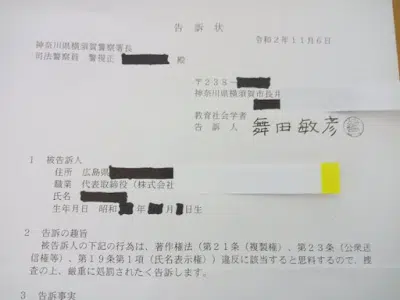 告訴状
令和2年11月6日
神奈川県横須賀警察署長
司法警察員 警視正 殿
〒238-
神奈川県横須賀市長井
教育社会学者
告訴人 舞田敏彦
1 被告訴人
住所 広島県
職業 代表取締役(株式会社
氏名
生年月日 昭和 年 月 日生
2 告訴の趣旨
被告訴人の下記の行為は、著作権法(第21条(複製権)、第23条(公衆送
信権等)、第19条第1項(氏名表示権))違反に該当すると思料するので、捜
査の上、厳重に処罰されたく告訴します。
3 告訴事実